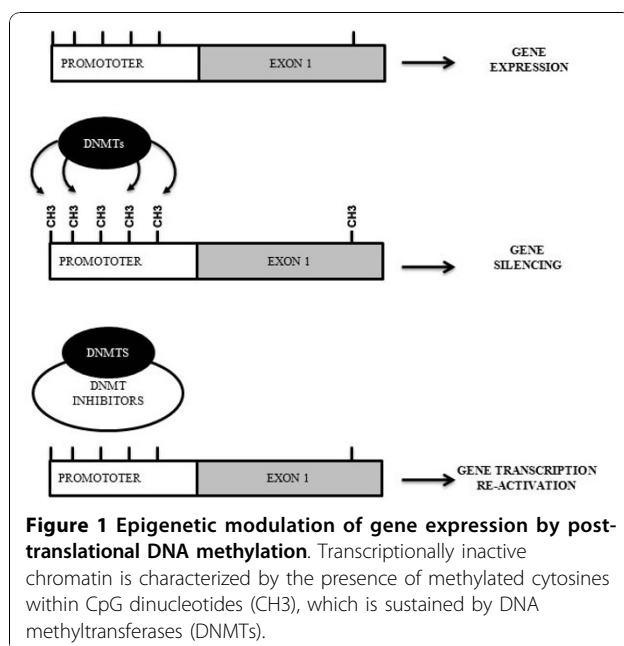 PROMOTOTER EXON 1 GENE EXPRESSION
DNMTs
CH3 CH3 CH3 CH3 CH3 CH3
PROMOTOTER EXON 1 GENE SILENCING
DNMTS
DNMT INHIBITORS
PROMOTOTER EXON 1 GENE TRANSCRIPTION RE-ACTIVATION
Figure 1 Epigenetic modulation of gene expression by post-
translational DNA methylation. Transcriptionally inactive
chromatin is characterized by the presence of methylated cytosines
within CpG dinucleotides (CH3), which is sustained by DNA
methyltransferases (DNMTs).